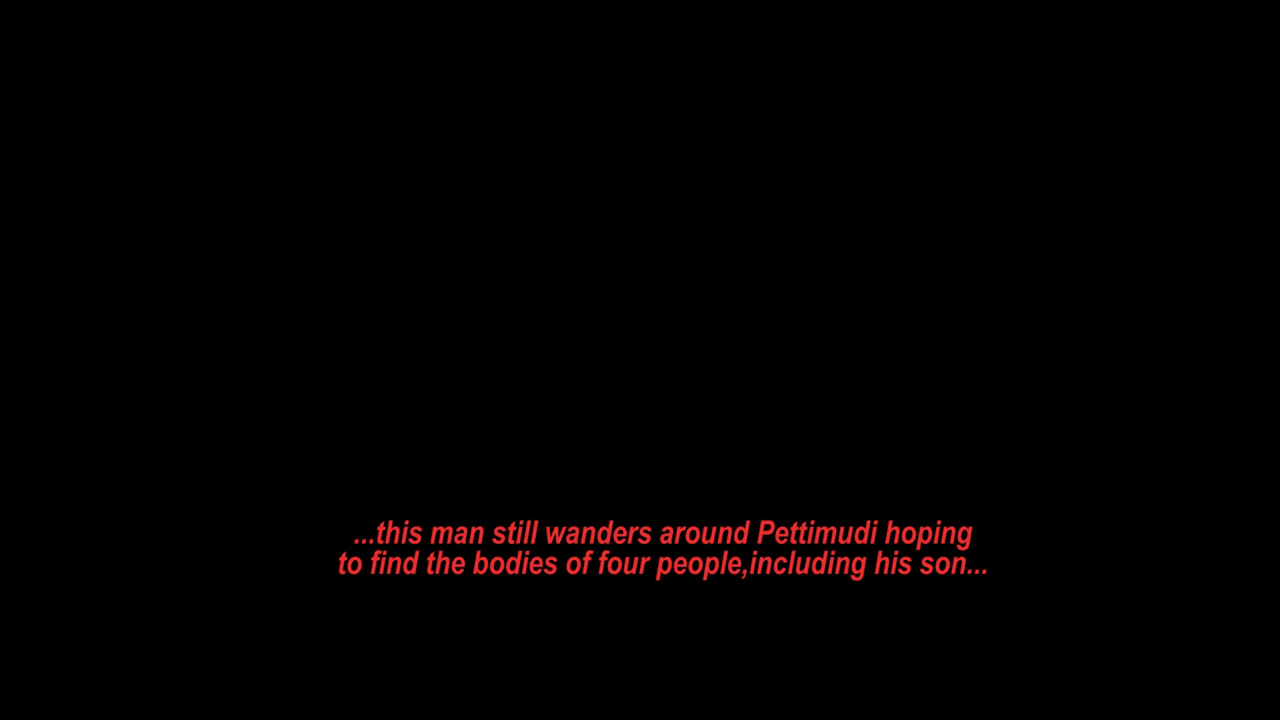 ...this man still wanders around Pettimudi hoping
to find the bodies of four people,including his son...